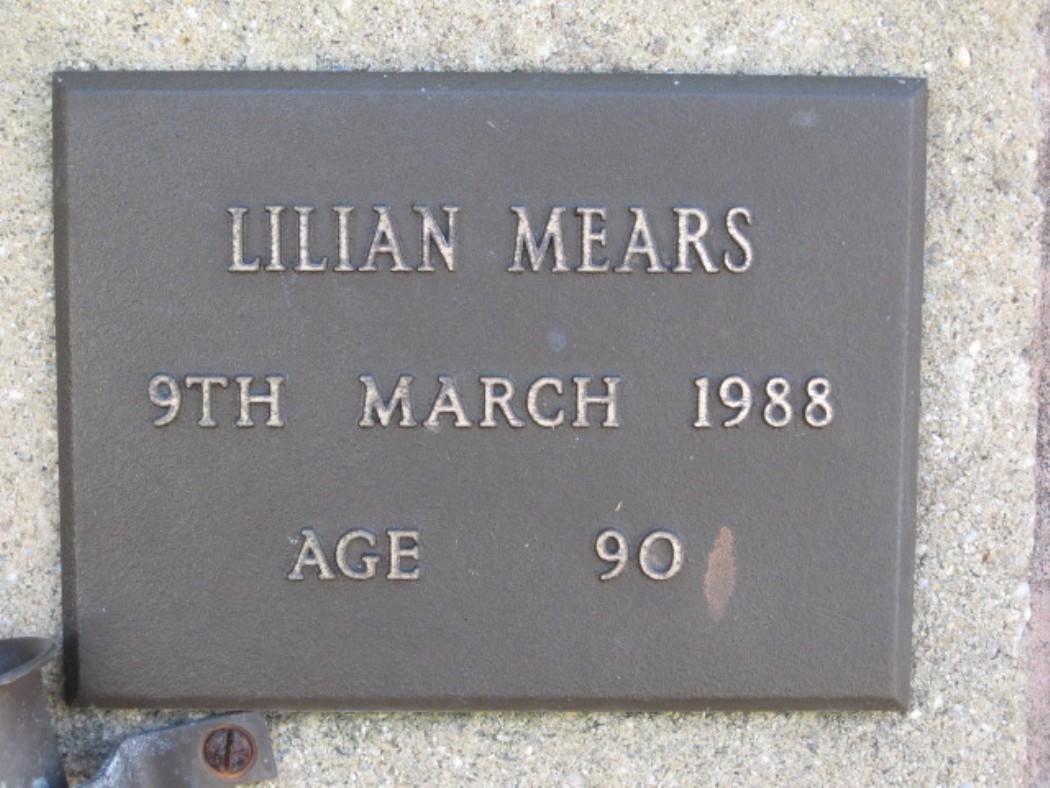 LILIAN MEARS
9TH MARCH 1988
AGE 90